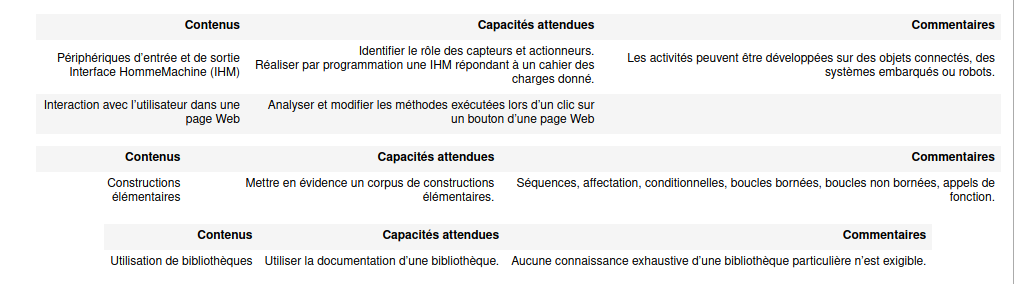 Contenus Capacités attendues Commentaires
Périphériques d’entrée et de sortie
Interface HommeMachine (IHM)
Identifier le rôle des capteurs et actionneurs.
Réaliser par programmation une IHM répondant à un cahier des
charges donné.
Les activités peuvent être développées sur des objets connectés, des
systèmes embarqués ou robots.
Interaction avec l’utilisateur dans une
page Web
Analyser et modifier les méthodes exécutées lors d’un clic sur
un bouton d’une page Web
Contenus Capacités attendues Commentaires
Constructions
élémentaires
Mettre en évidence un corpus de constructions
élémentaires.
Séquences, affectation, conditionnelles, boucles bornées, boucles non bornées, appels de
fonction.
Contenus Capacités attendues Commentaires
Utilisation de bibliothèques Utiliser la documentation d’une bibliothèque. Aucune connaissance exhaustive d’une bibliothèque particulière n’est exigible.